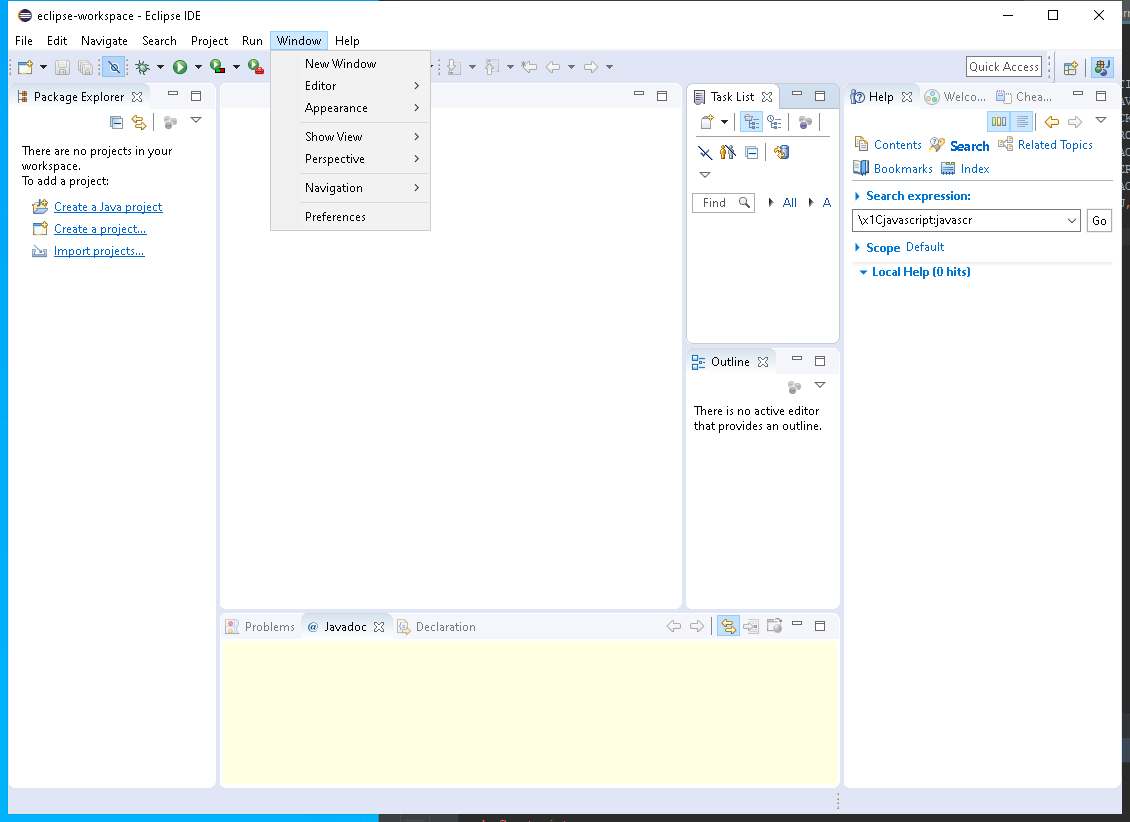 eclipse-workspace - Eclipse IDE
File Edit Navigate Search Project Run Window Help
Quick Access
New Window
Editor
Appearance
Show View
Perspective
Navigation
Preferences
Package Explorer
There are no projects in your
workspace.
To add a project:
Create a Java project
Create a project...
Import projects...
Task List
Find All A
Outline
There is no active editor
that provides an outline.
Help Welco... Chea...
Contents Search Related Topics
Bookmarks Index
Search expression:
\x1Cjavascript:javascr Go
Scope Default
Local Help (0 hits)
Problems @ Javadoc Declaration